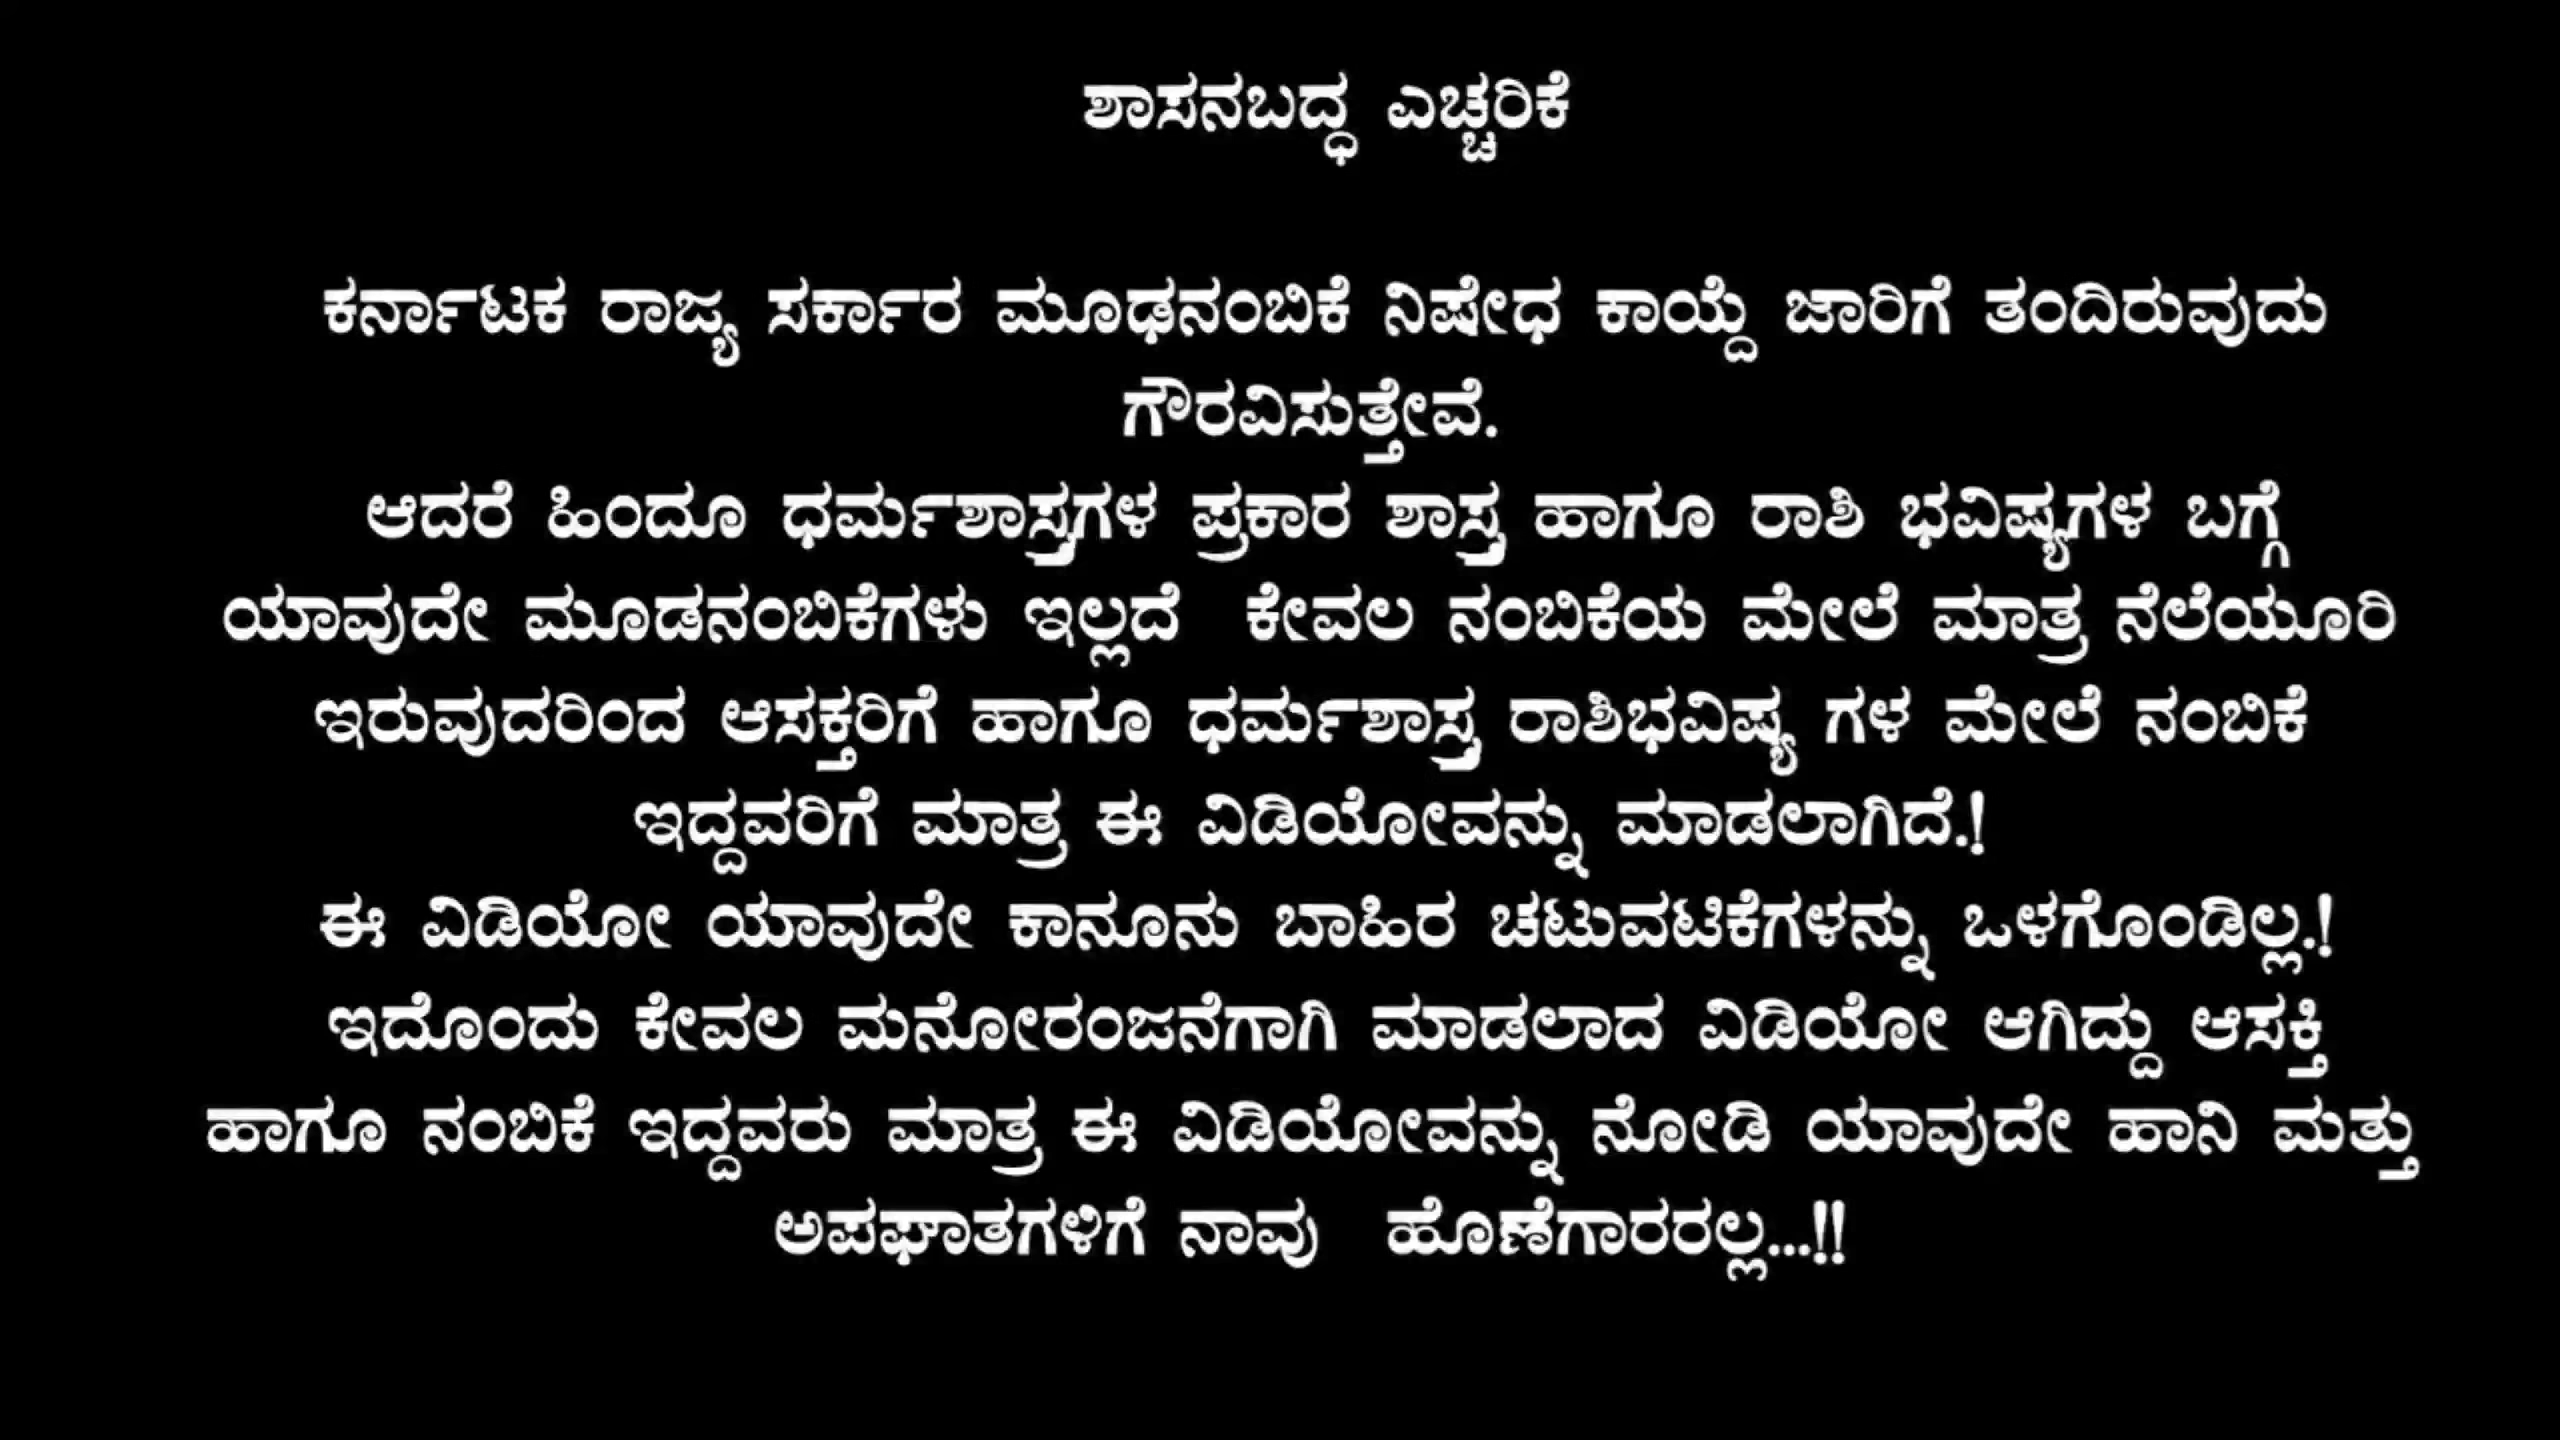 ಶಾಸನಬದ್ಧ ಎಚ್ಚರಿಕೆ
ಕರ್ನಾಟಕ ರಾಜ್ಯ ಸರ್ಕಾರ ಮೂಢನಂಬಿಕೆ ನಿಷೇಧ ಕಾಯ್ದೆ ಜಾರಿಗೆ ತಂದಿರುವುದು
ಗೌರವಿಸುತ್ತೇವೆ.
ಆದರೆ ಹಿಂದೂ ಧರ್ಮಶಾಸ್ತ್ರಗಳ ಪ್ರಕಾರ ಶಾಸ್ತ್ರ ಹಾಗೂ ರಾಶಿ ಭವಿಷ್ಯಗಳ ಬಗ್ಗೆ
ಯಾವುದೇ ಮೂಡನಂಬಿಕೆಗಳು ಇಲ್ಲದೆ ಕೇವಲ ನಂಬಿಕೆಯ ಮೇಲೆ ಮಾತ್ರ ನೆಲೆಯೂರಿ
ಇರುವುದರಿಂದ ಆಸಕ್ತರಿಗೆ ಹಾಗೂ ಧರ್ಮಶಾಸ್ತ್ರ ರಾಶಿಭವಿಷ್ಯ ಗಳ ಮೇಲೆ ನಂಬಿಕೆ
ಇದ್ದವರಿಗೆ ಮಾತ್ರ ಈ ವಿಡಿಯೋವನ್ನು ಮಾಡಲಾಗಿದೆ.!
ಈ ವಿಡಿಯೋ ಯಾವುದೇ ಕಾನೂನು ಬಾಹಿರ ಚಟುವಟಿಕೆಗಳನ್ನು ಒಳಗೊಂಡಿಲ್ಲ.!
ಇದೊಂದು ಕೇವಲ ಮನೋರಂಜನೆಗಾಗಿ ಮಾಡಲಾದ ವಿಡಿಯೋ ಆಗಿದ್ದು ಆಸಕ್ತಿ
ಹಾಗೂ ನಂಬಿಕೆ ಇದ್ದವರು ಮಾತ್ರ ಈ ವಿಡಿಯೋವನ್ನು ನೋಡಿ ಯಾವುದೇ ಹಾನಿ ಮತ್ತು
ಅಪಘಾತಗಳಿಗೆ ನಾವು ಹೊಣೆಗಾರರಲ್ಲ...!!